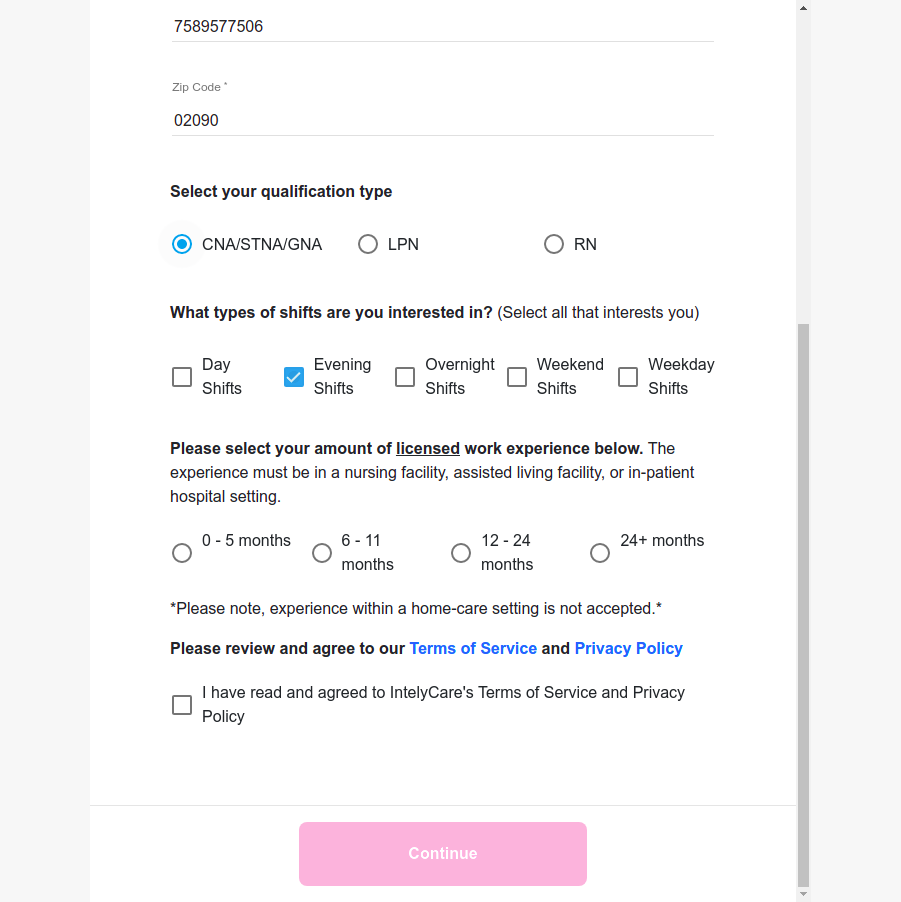 7589577506
Zip Code *
02090
Select your qualification type
CNA/STNA/GNA LPN RN
What types of shifts are you interested in? (Select all that interests you)
Day Shifts
Evening Shifts
Overnight Shifts
Weekend Shifts
Weekday Shifts
Please select your amount of licensed work experience below. The
experience must be in a nursing facility, assisted living facility, or in-patient
hospital setting.
0 - 5 months
6 - 11 months
12 - 24 months
24+ months
*Please note, experience within a home-care setting is not accepted.*
Please review and agree to our Terms of Service and Privacy Policy
I have read and agreed to IntelyCare's Terms of Service and Privacy
Policy
Continue